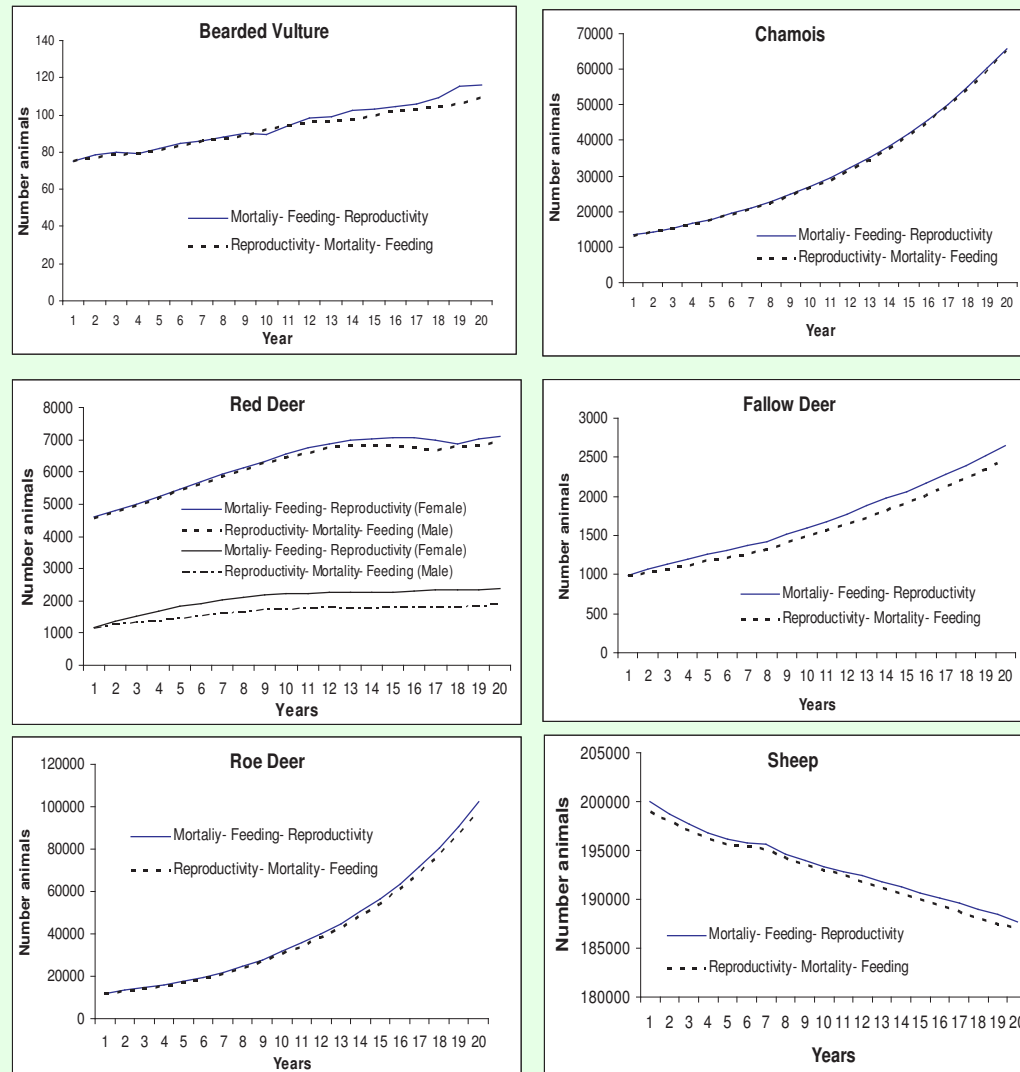 Bearded Vulture
Number animals
140
120
100
80
60
40
20
0
Mortaliy- Feeding- Reproductivity
Reproductivity- Mortality- Feeding
1 2 3 4 5 6 7 8 9 10 11 12 13 14 15 16 17 18 19 20
Year
Chamois
Number animals
70000
60000
50000
40000
30000
20000
10000
0
Mortaliy- Feeding- Reproductivity
Reproductivity- Mortality- Feeding
1 2 3 4 5 6 7 8 9 10 11 12 13 14 15 16 17 18 19 20
Year
Red Deer
Number animals
8000
7000
6000
5000
4000
3000
2000
1000
0
Mortaliy- Feeding- Reproductivity (Female)
Reproductivity- Mortality- Feeding (Male)
Mortaliy- Feeding- Reproductivity (Female)
Reproductivity- Mortality- Feeding (Male)
1 2 3 4 5 6 7 8 9 10 11 12 13 14 15 16 17 18 19 20
Years
Fallow Deer
Number animals
3000
2500
2000
1500
1000
500
0
Mortaliy- Feeding- Reproductivity
Reproductivity- Mortality- Feeding
1 2 3 4 5 6 7 8 9 10 11 12 13 14 15 16 17 18 19 20
Years
Roe Deer
Number animals
120000
100000
80000
60000
40000
20000
0
Mortaliy- Feeding- Reproductivity
Reproductivity- Mortality- Feeding
1 2 3 4 5 6 7 8 9 10 11 12 13 14 15 16 17 18 19 20
Years
Sheep
Number animals
205000
200000
195000
190000
185000
180000
Mortaliy- Feeding- Reproductivity
Reproductivity- Mortality- Feeding
1 2 3 4 5 6 7 8 9 10 11 12 13 14 15 16 17 18 19 20
Years